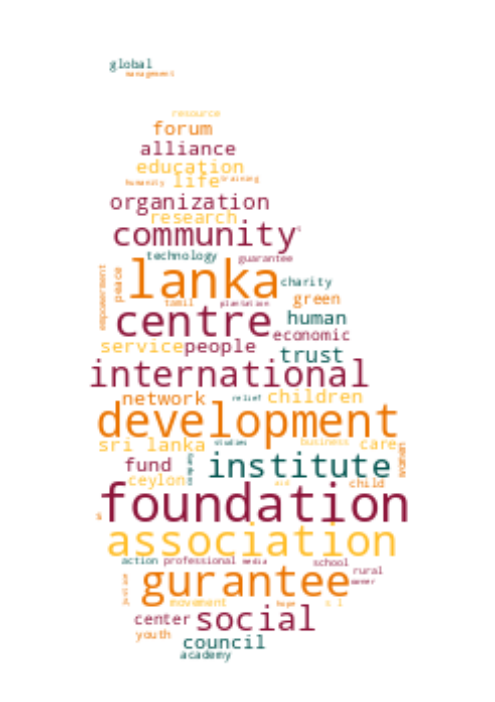 global
management
resource
forum
alliance
education
humanity life training
organization
research
community
technology guarantee
lanka
empowerment peace charity
tamil plantation green
centre human
economic
service people trust
international
network relief children
development
sri lanka studies business care
women
fund institute
ceylon child
foundation
association
action professional media school
rural
gurantee
movement hope s l
center social
youth council
academy